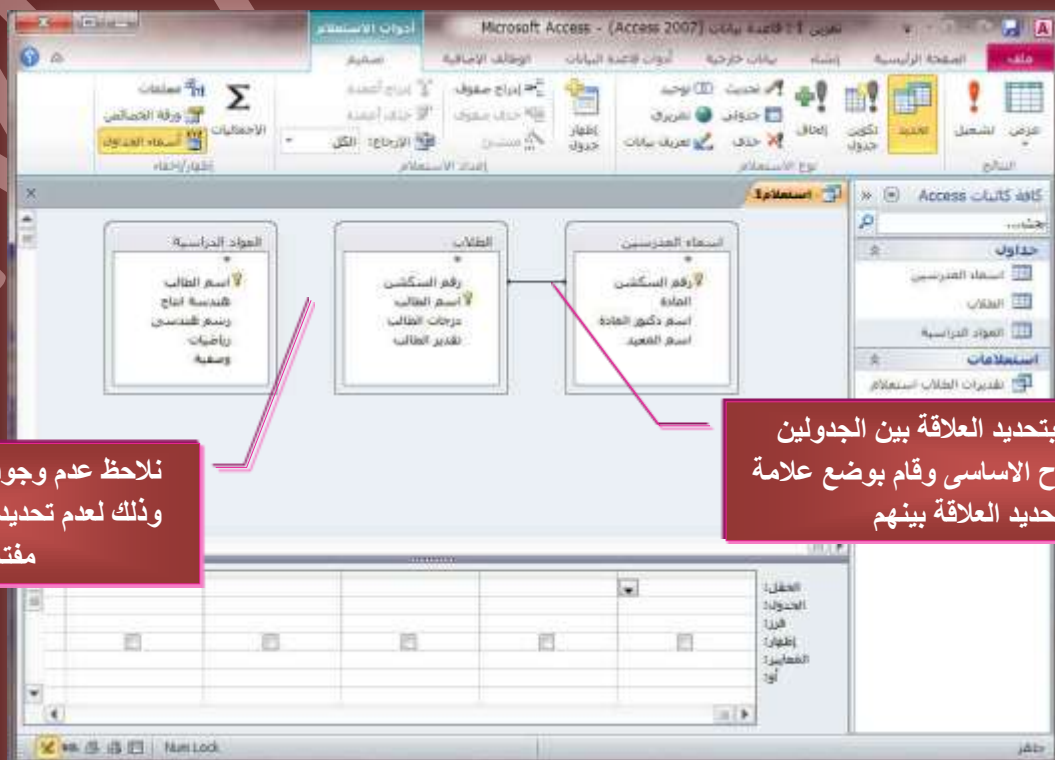 تمرين 1 : قاعدة بيانات (Access 2007) - Microsoft Access
أدوات الاستعلام
ملف
الصفحة الرئيسية
إنشاء
بيانات خارجية
أدوات قاعدة البيانات
الوظائف الإضافية
تصميم
عرض
تشغيل
تحديد
تكوين جدول
إلحاق
تحديث
جدولي
حذف
توحيد
تمريري
تعريف بيانات
إظهار جدول
إدراج صفوف
حذف صفوف
منشئ
إدراج أعمدة
حذف أعمدة
الإرجاع: الكل
الإجماليات
معلمات
ورقة الخصائص
أسماء الجداول
النتائج
نوع الاستعلام
إعداد الاستعلام
إظهار/إخفاء
كافة كائنات Access
بحث...
جداول
اسماء المدرسين
الطلاب
المواد الدراسية
استعلامات
تقديرات الطلاب استعلام
استعلام1
اسماء المدرسين
*
رقم السكشن
المادة
اسم دكتور المادة
اسم المعيد
الطلاب
*
رقم السكشن
اسم الطالب
درجات الطالب
تقدير الطالب
المواد الدراسية
*
اسم الطالب
هندسة انتاج
رسم هندسى
رياضيات
وصفية
بتحديد العلاقة بين الجدولين
ح الاساسى وقام بوضع علامة
حديد العلاقة بينهم
نلاحظ عدم وجو
وذلك لعدم تحديد
مفت
الحقل:
الجدول:
فرز:
إظهار:
المعايير:
أو:
جاهز
Num Lock